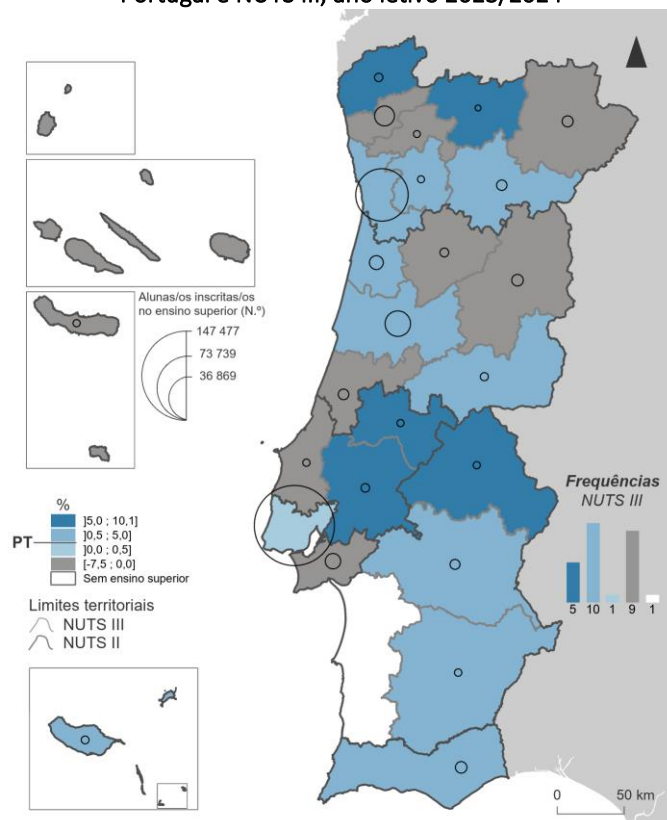 Portugal e NUTS III, ano letivo 2023/2024
Alunas/os inscritas/os
no ensino superior (N.º)
147 477
73 739
36 869
%
]5,0 ; 10,1]
]0,5 ; 5,0]
PT
]0,0 ; 0,5]
[-7,5 ; 0,0]
Sem ensino superior
Limites territoriais
NUTS III
NUTS II
Frequências
NUTS III
5 10 1 9 1
0 50 km